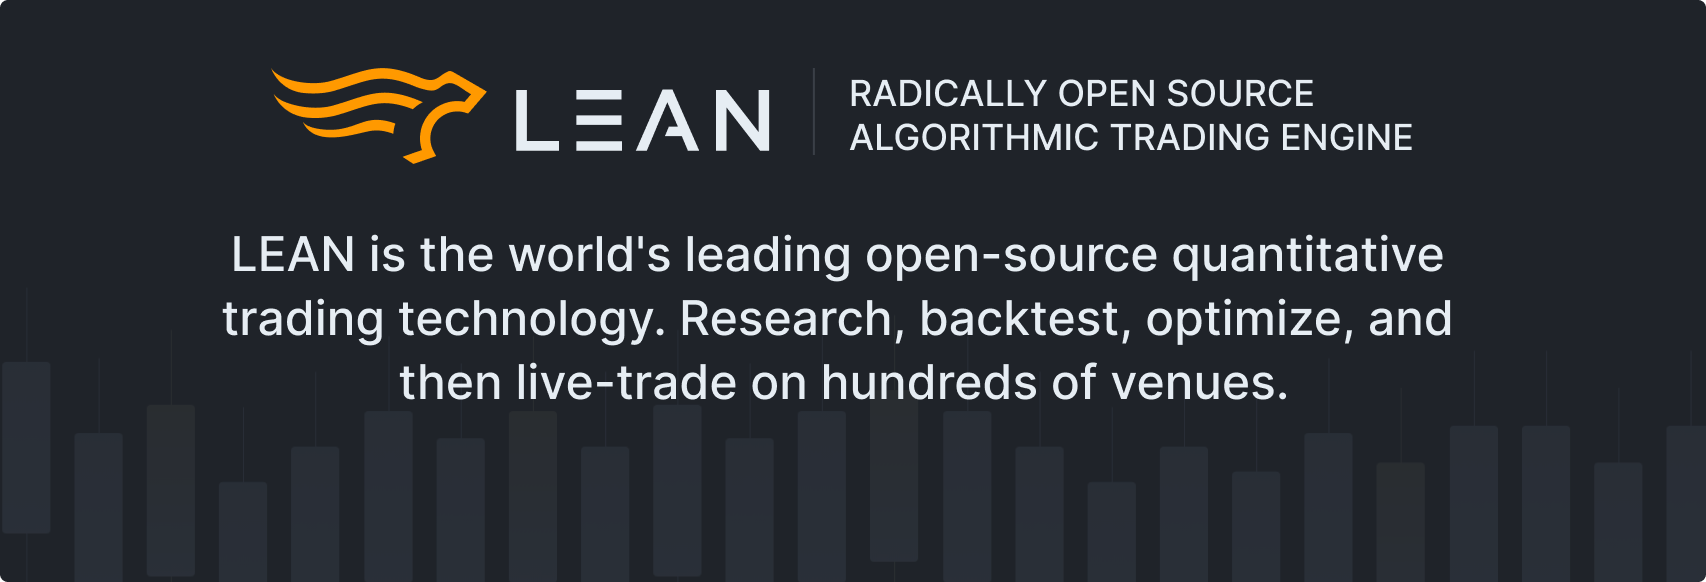 LEAN
RADICALLY OPEN SOURCE
ALGORITHMIC TRADING ENGINE
LEAN is the world's leading open-source quantitative
trading technology. Research, backtest, optimize, and
then live-trade on hundreds of venues.